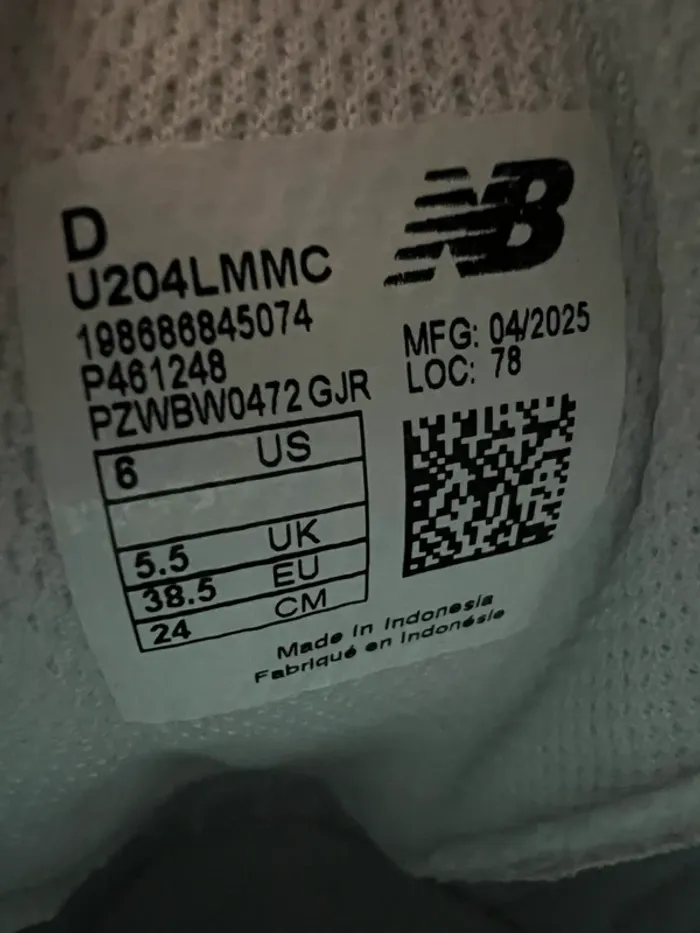 D
NB
U204LMMC
198686845074
P461248
PZWBW0472 GJR
MFG: 04/2025
LOC: 78
6 US
5.5 UK
38.5 EU
24 CM
Made in Indonesia
Fabriqué en Indonésie